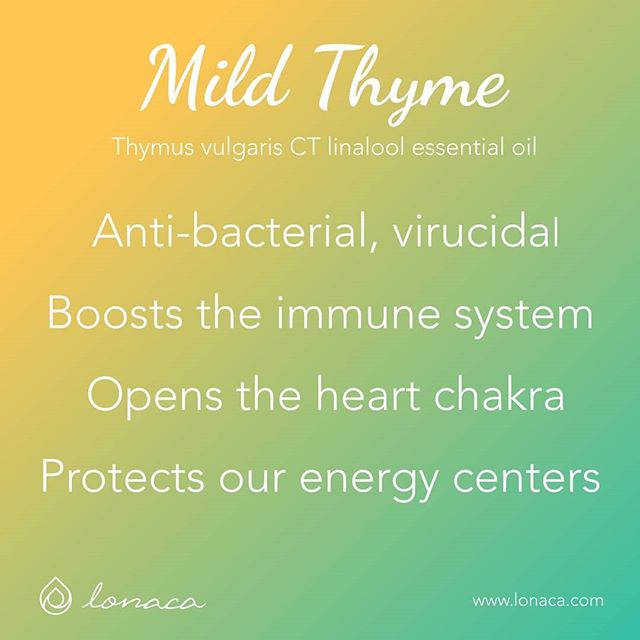 Mild Thyme
Thymus vulgaris CT linalool essential oil
Anti-bacterial, virucidal
Boosts the immune system
Opens the heart chakra
Protects our energy centers
lonaca
www.lonaca.com